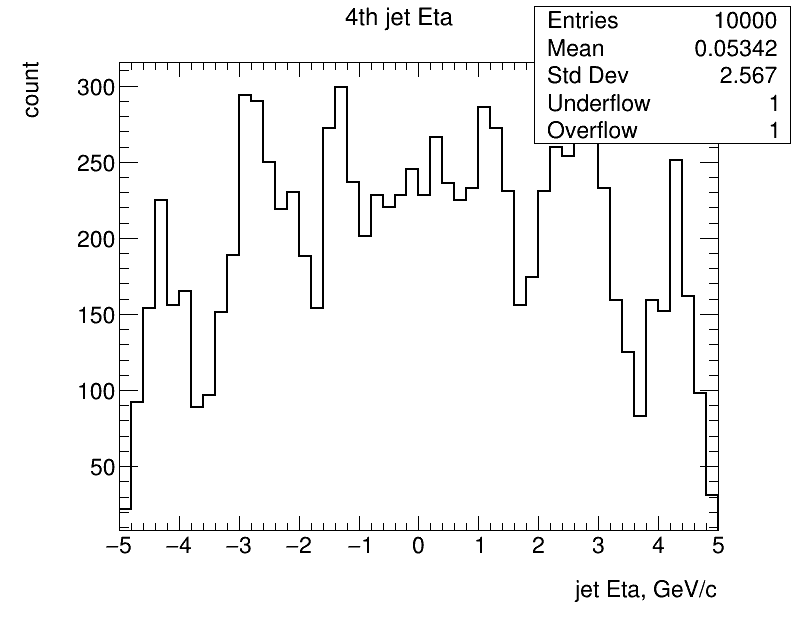 4th jet Eta
Entries 10000
Mean 0.05342
Std Dev 2.567
Underflow 1
Overflow 1
count
300
250
200
150
100
50
−5 −4 −3 −2 −1 0 1 2 3 4 5
jet Eta, GeV/c